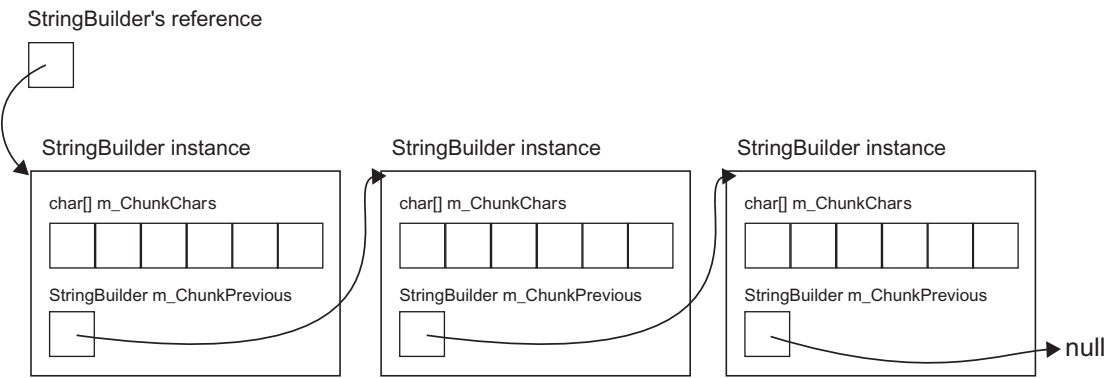 StringBuilder's reference
StringBuilder instance
StringBuilder instance
StringBuilder instance
char[] m_ChunkChars
char[] m_ChunkChars
char[] m_ChunkChars
StringBuilder m_ChunkPrevious
StringBuilder m_ChunkPrevious
StringBuilder m_ChunkPrevious
null